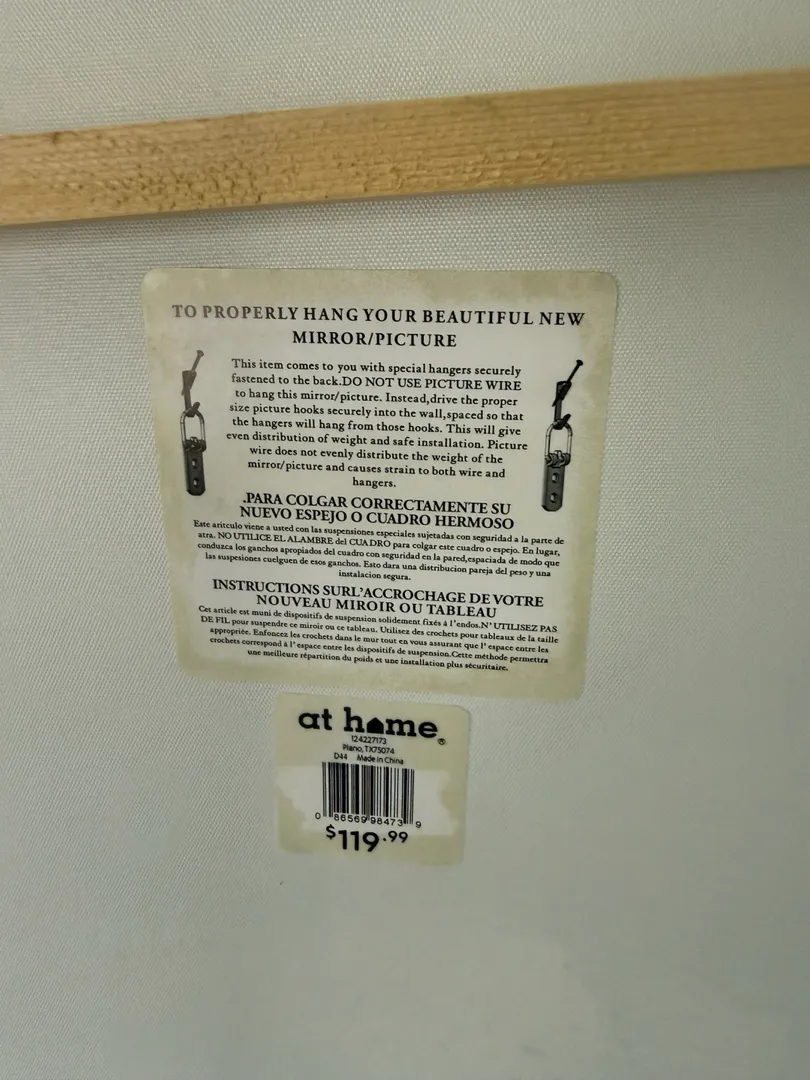 TO PROPERLY HANG YOUR BEAUTIFUL NEW
MIRROR/PICTURE
This item comes to you with special hangers securely
fastened to the back.DO NOT USE PICTURE WIRE
to hang this mirror/picture. Instead,drive the proper
size picture hooks securely into the wall,spaced so that
the hangers will hang from those hooks. This will give
even distribution of weight and safe installation. Picture
wire does not evenly distribute the weight of the
mirror/picture and causes strain to both wire and
hangers.
.PARA COLGAR CORRECTAMENTE SU
NUEVO ESPEJO O CUADRO HERMOSO
Este aritculo viene a usted con las suspensiones especiales sujetadas con seguridad a la parte de
atra. NO UTILICE EL ALAMBRE del CUADRO para colgar este cuadro o espejo. En lugar,
conduzca los ganchos apropiados del cuadro con seguridad en la pared,espaciada de modo que
las suspesiones cuelguen de esos ganchos. Esto dara una distribucion pareja del peso y una
instalacion segura.
INSTRUCTIONS SURL'ACCROCHAGE DE VOTRE
NOUVEAU MIROIR OU TABLEAU
Cet article est muni de dispositifs de suspension solidement fixés à l'endos.N' UTILISEZ PAS
DE FIL pour suspendre ce miroir ou ce tableau. Utilisez des crochets pour tableaux de la taille
appropriée. Enfoncez les crochets dans le mur tout en vous assurant que l' espace entre les
crochets correspond à l' espace entre les dispositifs de suspension.Cette méthode permettra
une meilleure répartition du poids et une installation plus sécuritaire.
at home®
124227173
Plano,TX75074
D44 Made in China
0 86569 98473 9
$119.99